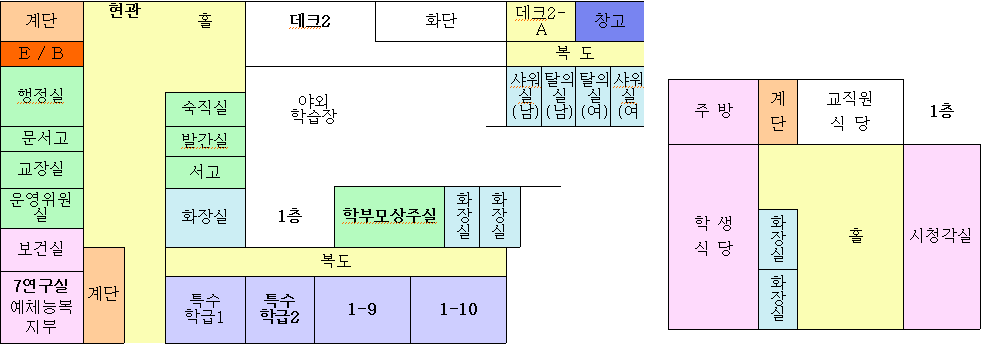 계단
현관
홀
데크2
화단
데크2-
A
창고
E / B
복 도
행정실
숙직실
야외
학습장
샤워
실
(남)
탈의
실
(남)
탈의
실
(여)
샤워
실
(여
문서고
발간실
교장실
서고
운영위원
실
화장실
1층
학부모상주실
화
장
실
화
장
실
보건실
복도
7연구실
예체능복
지부
계단
특수
학급1
특수
학급2
1-9
1-10
주 방
계
단
교직원
식 당
1층
학 생
식 당
화
장
실
화
장
실
홀
시청각실